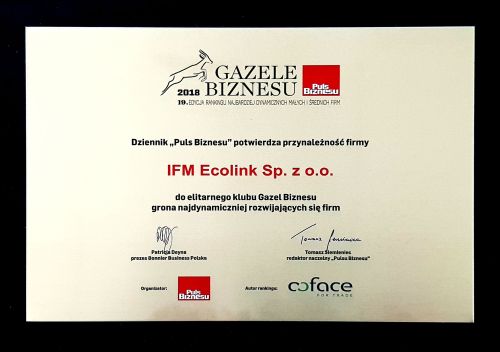 GAZELE
BIZNESU
Puls
Biznesu
2018
19. EDYCJA RANKINGU NAJBARDZIEJ DYNAMICZNYCH MAŁYCH I ŚREDNICH FIRM
Dziennik „Puls Biznesu" potwierdza przynależność firmy
IFM Ecolink Sp. z o.o.
do elitarnego klubu Gazel Biznesu
grona najdynamiczniej rozwijających się firm
Patrycja Deyna
prezes Bonnier Business Polska
Tomasz Siemieniec
redaktor naczelny „Pulsu Biznesu"
Organizator:
Puls
Biznesu
Autor rankingu:
coface
FOR TRADE